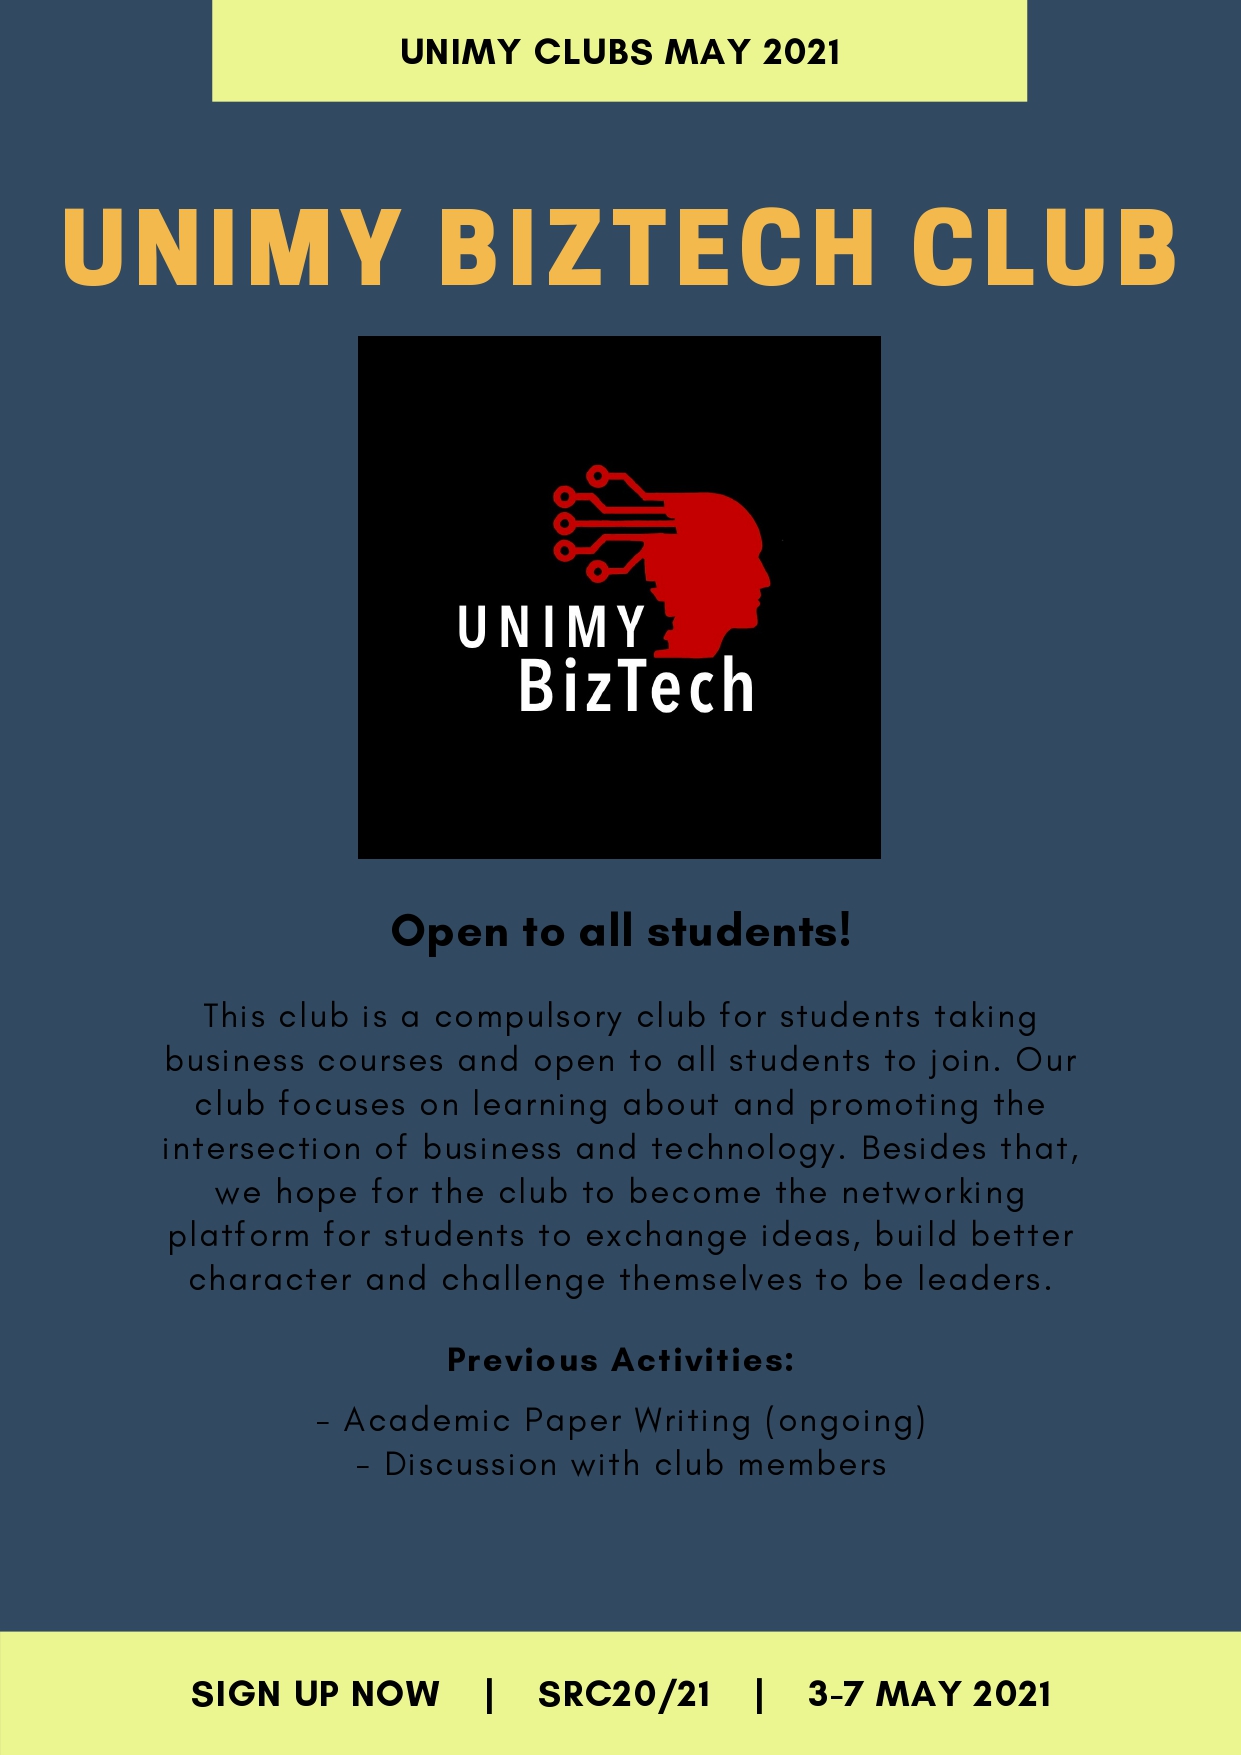 UNIMY CLUBS MAY 2021
UNIMY BIZTECH CLUB
UNIMY
BizTech
Open to all students!
This club is a compulsory club for students taking
business courses and open to all students to join. Our
club focuses on learning about and promoting the
intersection of business and technology. Besides that,
we hope for the club to become the networking
platform for students to exchange ideas, build better
character and challenge themselves to be leaders.
Previous Activities:
- Academic Paper Writing (ongoing)
- Discussion with club members
SIGN UP NOW | SRC20/21 | 3-7 MAY 2021